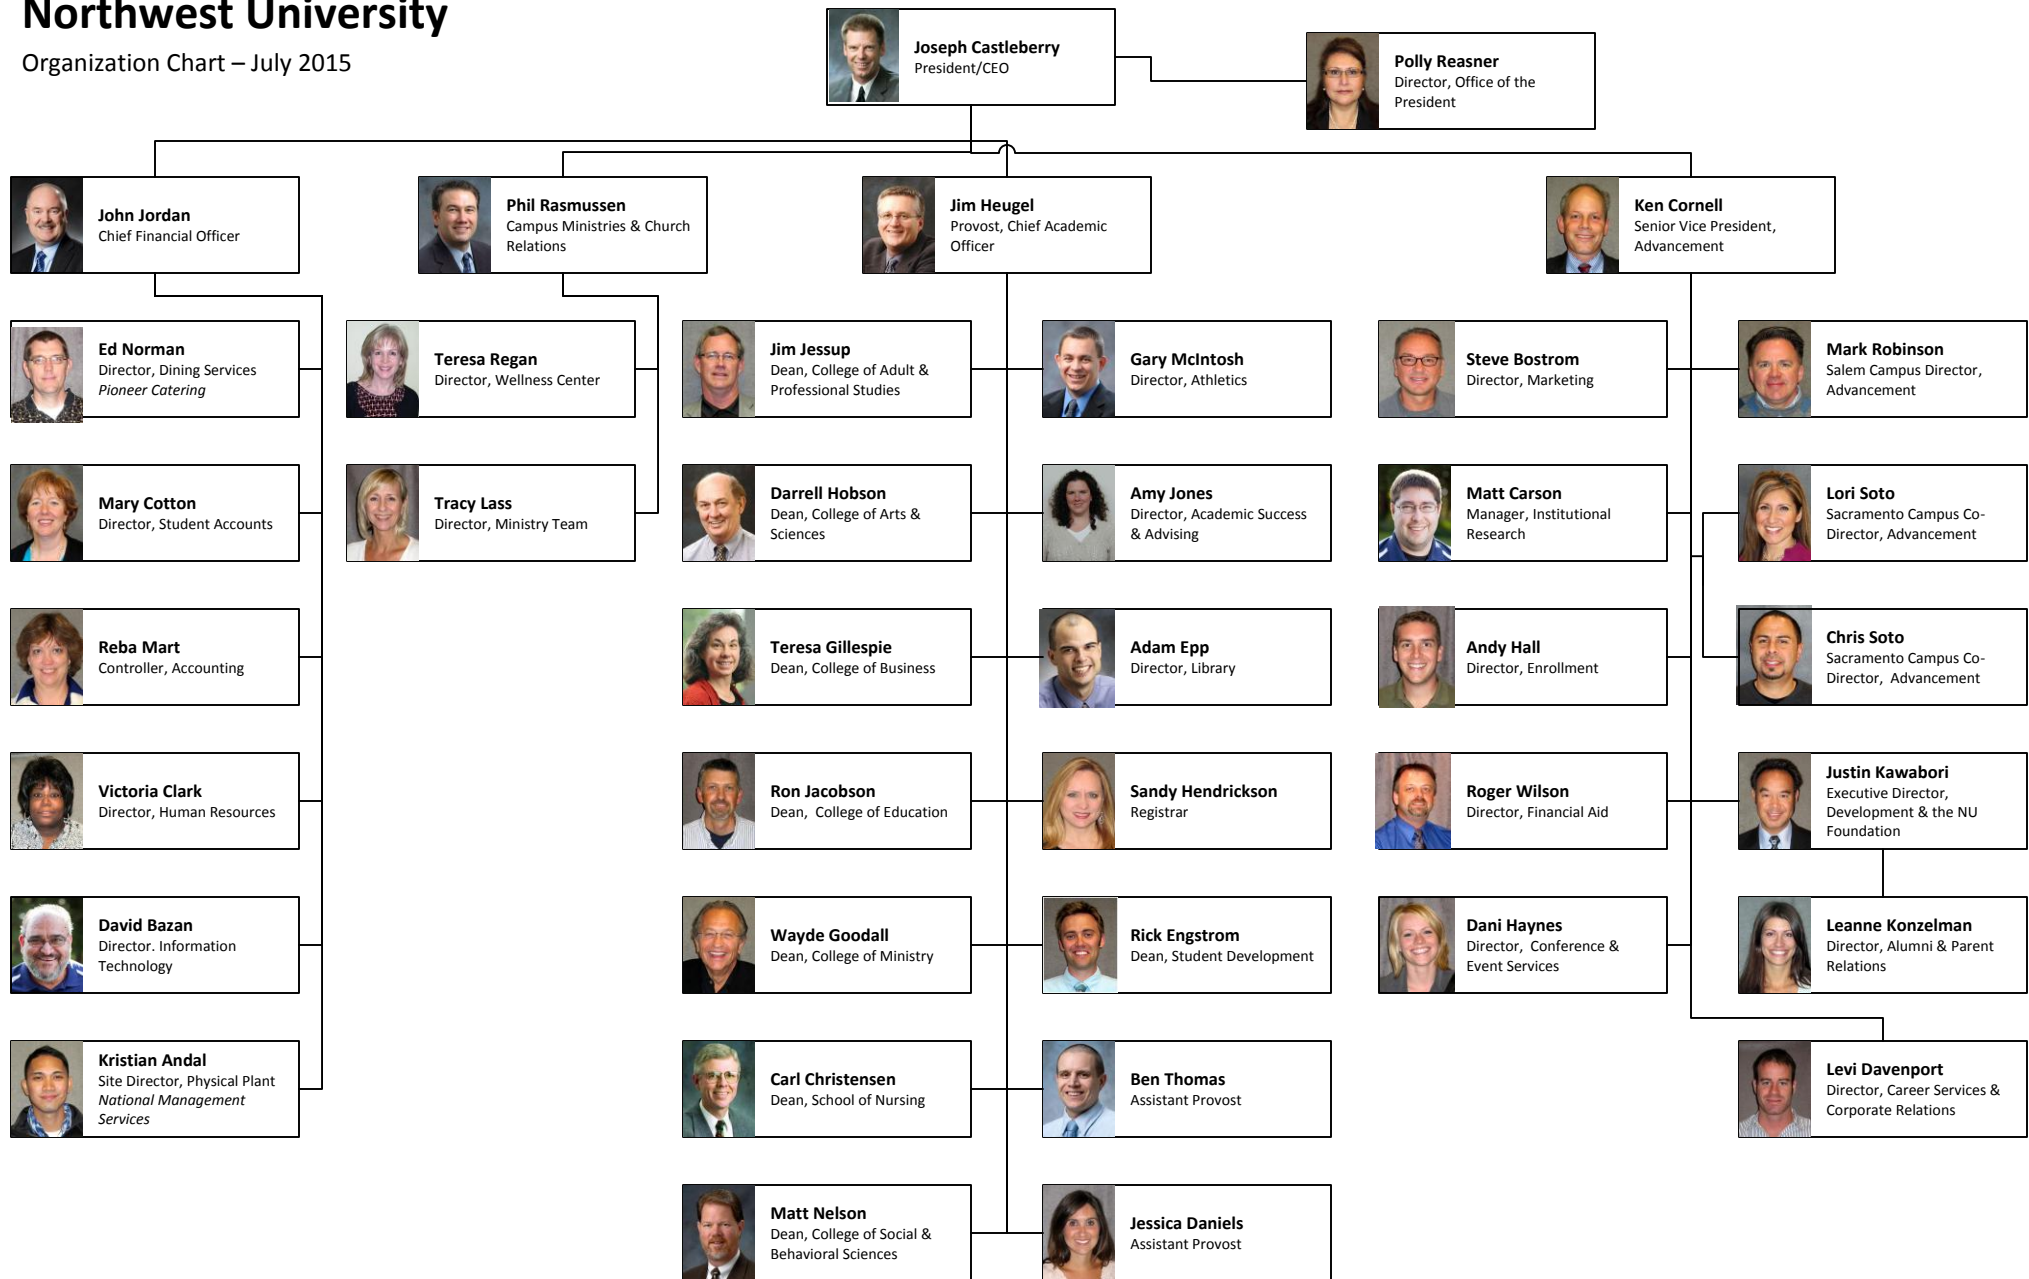 Northwest University
Organization Chart – July 2015
Joseph Castleberry
President/CEO
Polly Reasner
Director, Office of the
President
John Jordan
Chief Financial Officer
Phil Rasmussen
Campus Ministries & Church
Relations
Jim Heugel
Provost, Chief Academic
Officer
Ken Cornell
Senior Vice President,
Advancement
Ed Norman
Director, Dining Services
Pioneer Catering
Teresa Regan
Director, Wellness Center
Jim Jessup
Dean, College of Adult &
Professional Studies
Gary McIntosh
Director, Athletics
Steve Bostrom
Director, Marketing
Mark Robinson
Salem Campus Director,
Advancement
Mary Cotton
Director, Student Accounts
Tracy Lass
Director, Ministry Team
Darrell Hobson
Dean, College of Arts &
Sciences
Amy Jones
Director, Academic Success
& Advising
Matt Carson
Manager, Institutional
Research
Lori Soto
Sacramento Campus Co-
Director, Advancement
Reba Mart
Controller, Accounting
Teresa Gillespie
Dean, College of Business
Adam Epp
Director, Library
Andy Hall
Director, Enrollment
Chris Soto
Sacramento Campus Co-
Director, Advancement
Victoria Clark
Director, Human Resources
Ron Jacobson
Dean, College of Education
Sandy Hendrickson
Registrar
Roger Wilson
Director, Financial Aid
Justin Kawabori
Executive Director,
Development & the NU
Foundation
David Bazan
Director. Information
Technology
Wayde Goodall
Dean, College of Ministry
Rick Engstrom
Dean, Student Development
Dani Haynes
Director, Conference &
Event Services
Leanne Konzelman
Director, Alumni & Parent
Relations
Kristian Andal
Site Director, Physical Plant
National Management
Services
Carl Christensen
Dean, School of Nursing
Ben Thomas
Assistant Provost
Levi Davenport
Director, Career Services &
Corporate Relations
Matt Nelson
Dean, College of Social &
Behavioral Sciences
Jessica Daniels
Assistant Provost